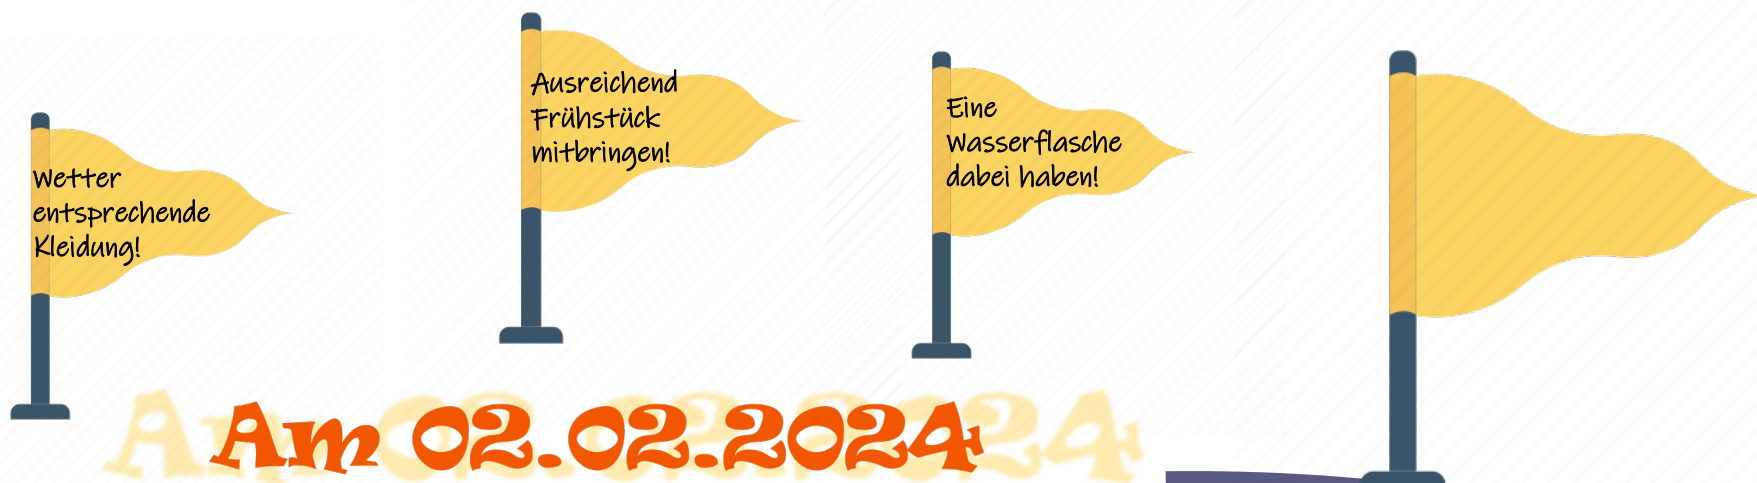 Wetter
entsprechende
Kleidung!
Ausreichend
Frühstück
mitbringen!
Eine
Wasserflasche
dabei haben!
Am 02.02.2024